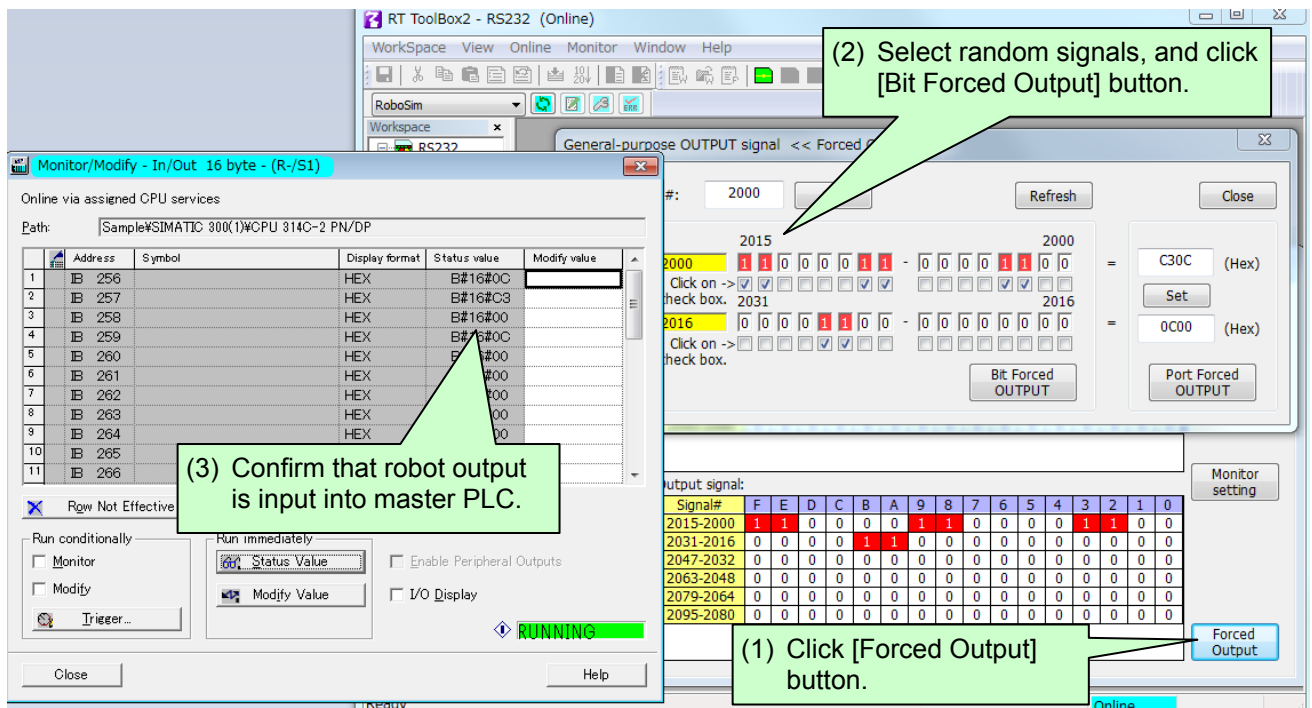 RT ToolBox2 - RS232 (Online)
WorkSpace View Online Monitor Window Help
RoboSim
Workspace
RS232
(2) Select random signals, and click
[Bit Forced Output] button.
General-purpose OUTPUT signal << Forced
#: 2000 Refresh Close
2015 2000
2000 1 1 0 0 0 0 1 1 - 0 0 0 0 1 1 0 0 = C30C (Hex)
Click on ->
check box. 2031 2016
Set
2016 0 0 0 0 1 1 0 0 - 0 0 0 0 0 0 0 0 = 0C00 (Hex)
Click on ->
check box.
Bit Forced
OUTPUT
Port Forced
OUTPUT
Monitor/Modify - In/Out 16 byte - (R-/S1)
Online via assigned CPU services
Path: Sample¥SIMATIC 300(1)¥CPU 314C-2 PN/DP
Address Symbol Display format Status value Modify value
1 IB 256 HEX B#16#0C
2 IB 257 HEX B#16#C3
3 IB 258 HEX B#16#00
4 IB 259 HEX B#16#0C
5 IB 260 HEX B#16#00
6 IB 261 HEX #00
7 IB 262 HEX #00
8 IB 263 HEX 00
9 IB 264 HEX 00
10 IB 265
11 IB 266
(3) Confirm that robot output
is input into master PLC.
Row Not Effective
Run conditionally
Monitor
Modify
Trigger...
Run immediately
Status Value
Modify Value
Enable Peripheral Outputs
I/O Display
RUNNING
Close Help
Monitor
setting
Output signal:
Signal# F E D C B A 9 8 7 6 5 4 3 2 1 0
2015-2000 1 1 0 0 0 0 1 1 0 0 0 0 1 1 0 0
2031-2016 0 0 0 0 1 1 0 0 0 0 0 0 0 0 0 0
2047-2032 0 0 0 0 0 0 0 0 0 0 0 0 0 0 0 0
2063-2048 0 0 0 0 0 0 0 0 0 0 0 0 0 0 0 0
2079-2064 0 0 0 0 0 0 0 0 0 0 0 0 0 0 0 0
2095-2080 0 0 0 0 0 0 0 0 0 0 0 0 0 0 0 0
(1) Click [Forced Output]
button.
Forced
Output
Ready
Online